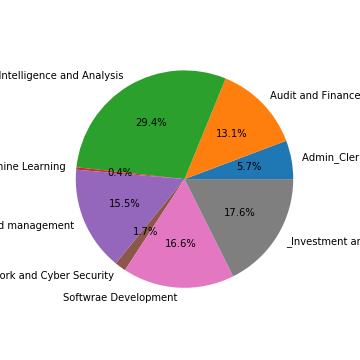 Intelligence and Analysis
Audit and Finance
29.4%
13.1%
Admin_Cler
5.7%
hine Learning
0.4%
15.5%
17.6%
d management
1.7%
16.6%
_Investment an
ork and Cyber Security
Softwrae Development